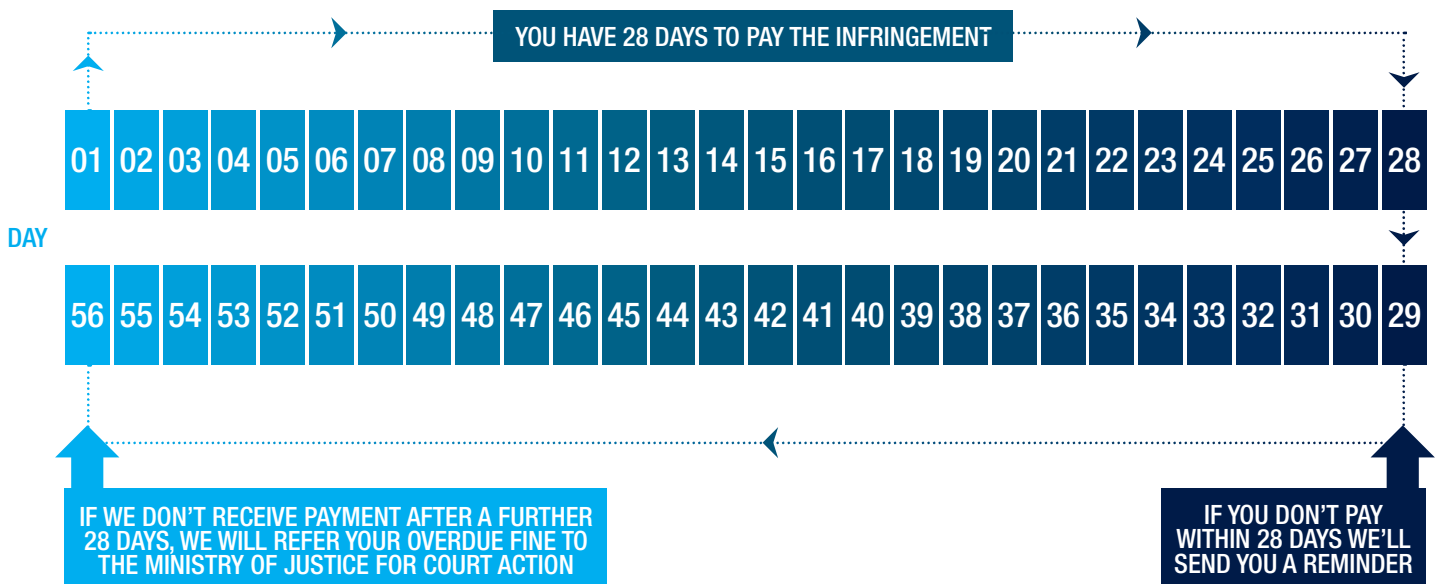 YOU HAVE 28 DAYS TO PAY THE INFRINGEMENT
01 02 03 04 05 06 07 08 09 10 11 12 13 14 15 16 17 18 19 20 21 22 23 24 25 26 27 28
DAY
56 55 54 53 52 51 50 49 48 47 46 45 44 43 42 41 40 39 38 37 36 35 34 33 32 31 30 29
IF WE DON'T RECEIVE PAYMENT AFTER A FURTHER
28 DAYS, WE WILL REFER YOUR OVERDUE FINE TO
THE MINISTRY OF JUSTICE FOR COURT ACTION
IF YOU DON'T PAY
WITHIN 28 DAYS WE'LL
SEND YOU A REMINDER